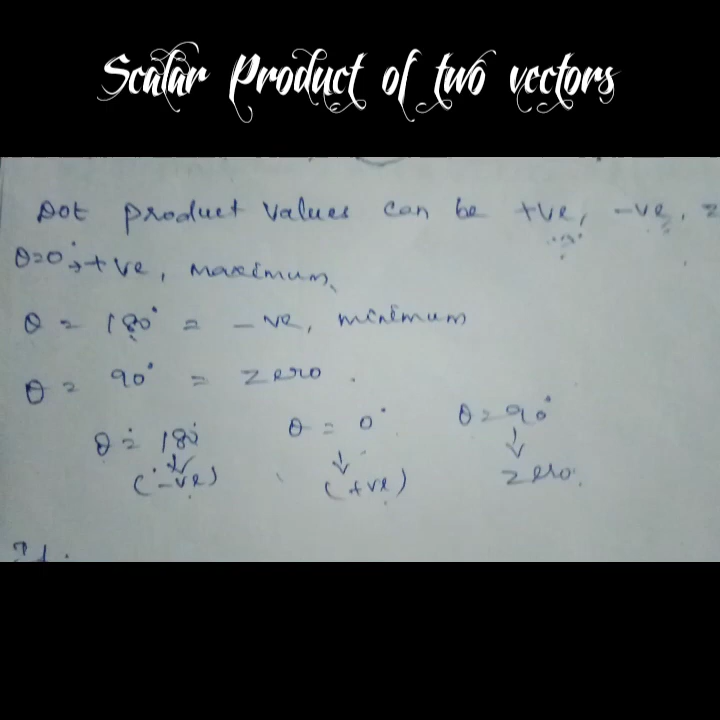 Scalar Product of two vectors
Dot product values can be +ve, -ve,
θ=0°→+ve, maximum,
θ = 180° = -ve, minimum
θ = 90° = zero.
θ = 180 θ = 0° θ = 90°
↓ ↓ ↓
(-ve) (+ve) zero.